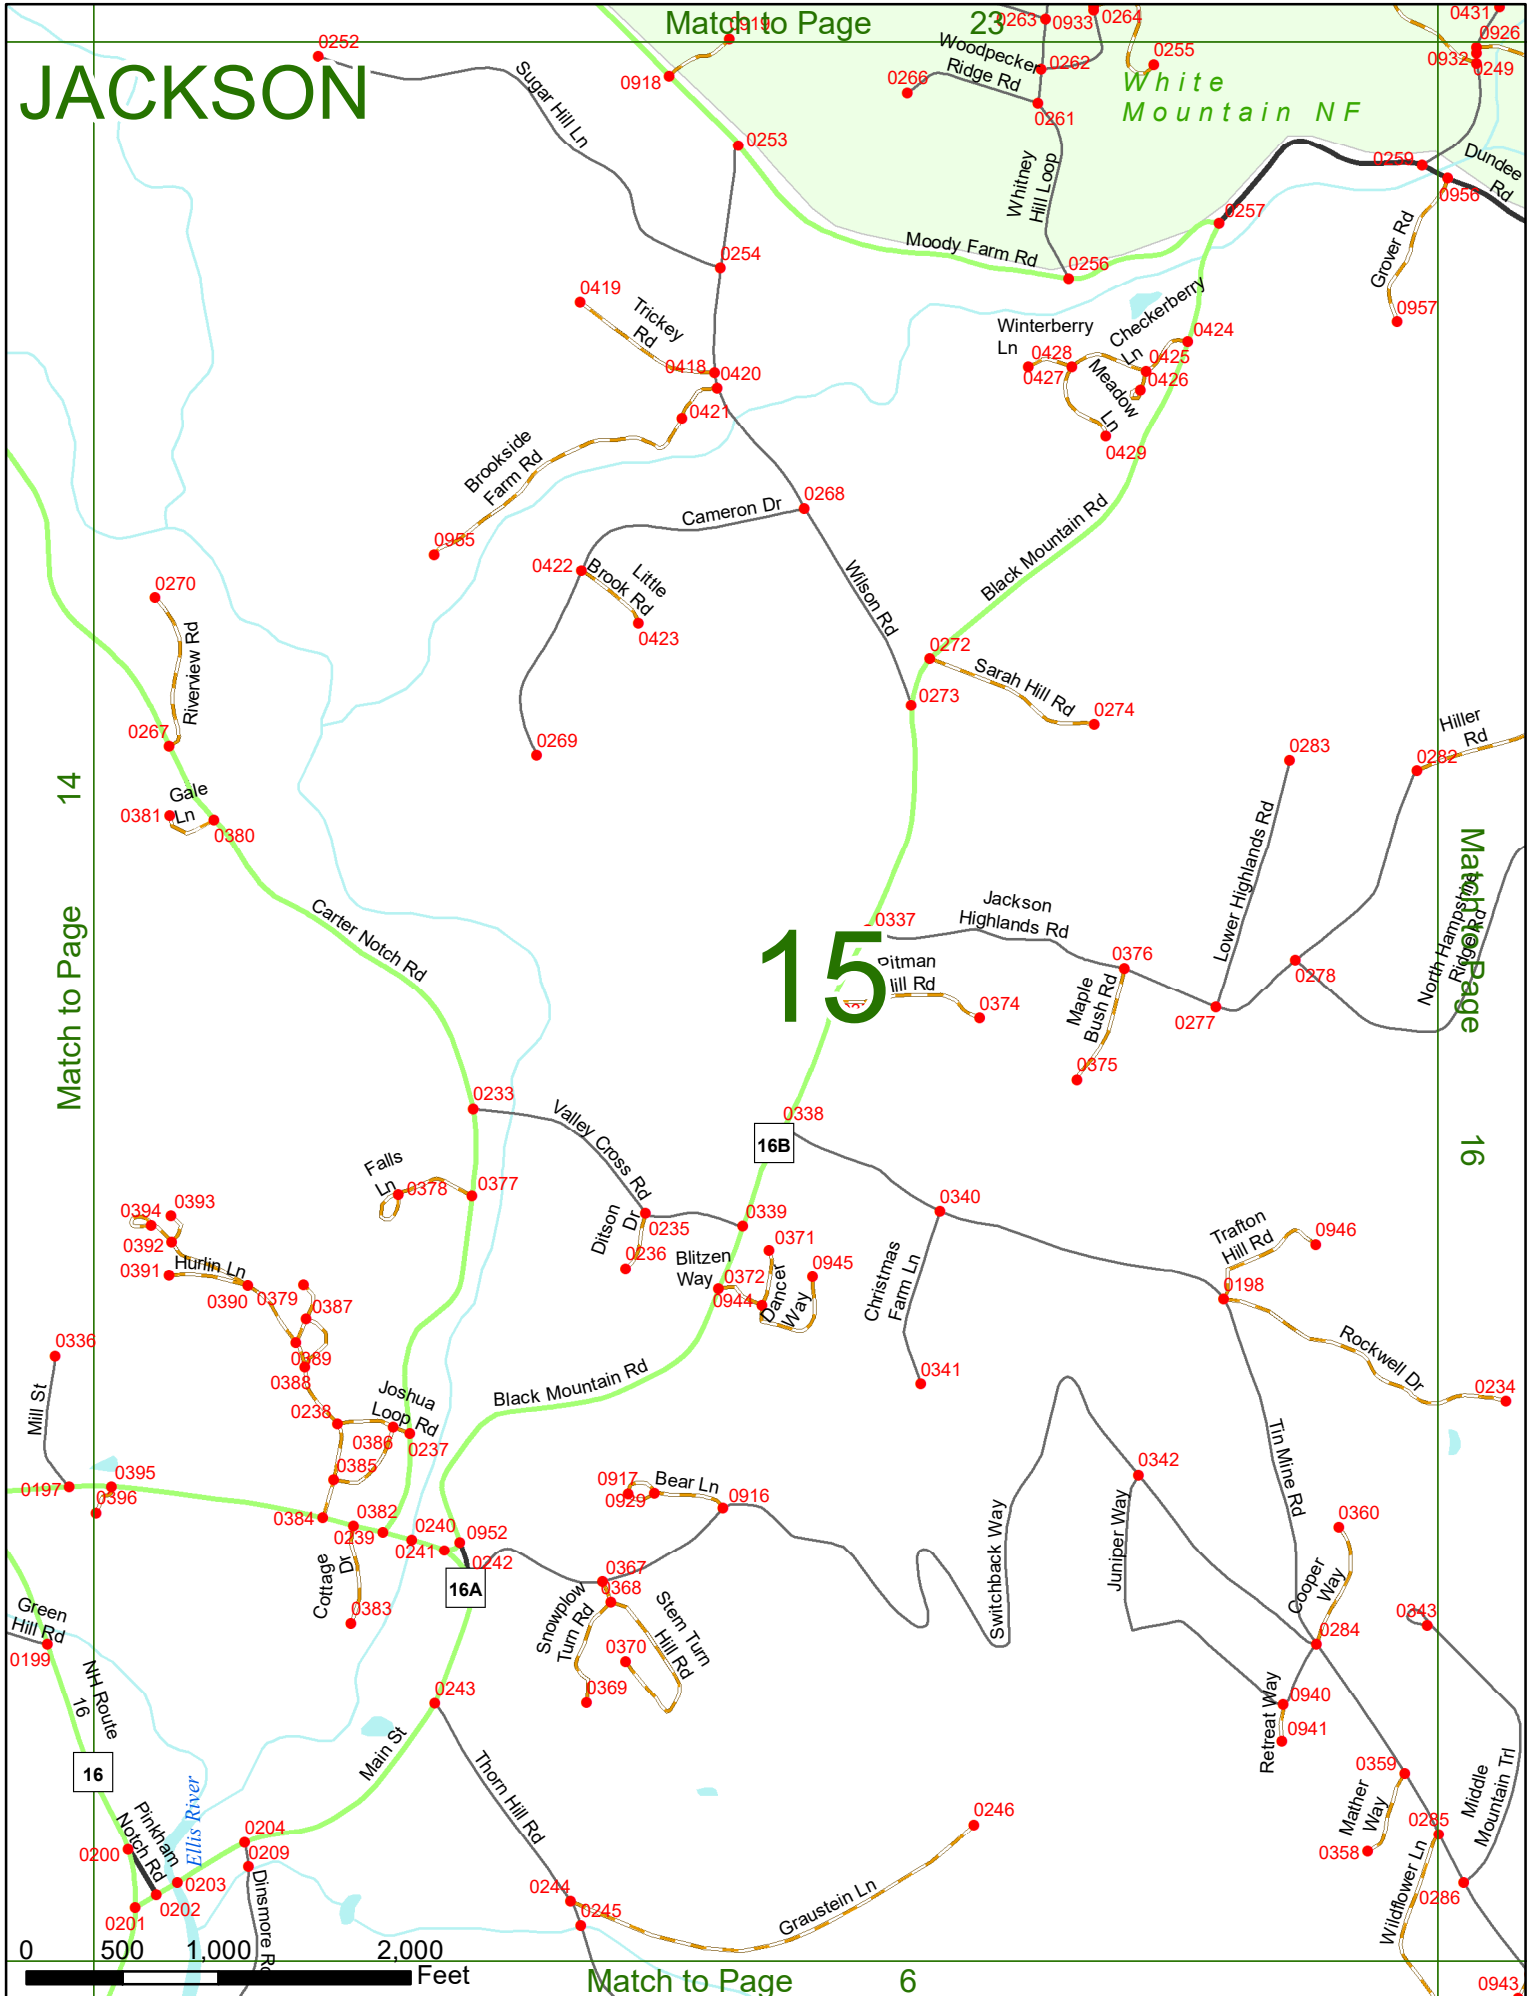 Match to Page 23
JACKSON
0252
0919
0918
0263
0933
0264
0431
0926
0932
0249
Woodpecker
Ridge Rd
0262
0255
0266
0261
White
Mountain NF
Sugar Hill Ln
0253
Whitney
Hill Loop
0259
Dundee
Rd
0956
0257
Grover Rd
0957
Moody Farm Rd
0256
0254
0419
Trickey
Rd
0418
0420
0421
Winterberry
Ln
Checkerberry
Ln
0424
0428
0425
0427
0426
Meadow
Ln
0429
Brookside
Farm Rd
0955
Cameron Dr
0268
0422
Little
Brook Rd
0423
Wilson Rd
Black Mountain Rd
0270
Riverview Rd
0267
0272
Sarah Hill Rd
0273
0274
0269
0283
0282
Hiller
Rd
14
Match to Page
Gale
Ln
0381
0380
Carter Notch Rd
Lower Highlands Rd
Match to Page
16
North Hampshire
Ridge Rd
0337
Jackson
Highlands Rd
15
Pitman
Hill Rd
0374
0376
Maple
Bush Rd
0375
0277
0278
0233
Valley Cross Rd
0338
16B
Falls
Ln
0378
0377
Ditson
Dr
0235
0236
0339
0340
0371
0945
Blitzen
Way
0372
0944
Dancer
Way
Christmas
Farm Ln
0341
Trafton
Hill Rd
0946
0198
Rockwell Dr
0234
0394
0393
0392
0391
Hurlin Ln
0390
0379
0387
0389
0388
0336
Mill St
Joshua
Loop Rd
0238
0386
0237
0385
Black Mountain Rd
0197
0395
0396
0384
0382
0239
0240
0241
0952
0242
16A
Cottage
Dr
0383
0917
0929
Bear Ln
0916
0367
0368
Snowplow
Turn Rd
0369
0370
Stem Turn
Hill Rd
Switchback Way
0342
Juniper Way
Tin Mine Rd
0360
Cooper
Way
0284
0343
Green
Hill Rd
0199
NH Route
16
16
0243
Main St
Thorn Hill Rd
Retreat Way
0940
0941
0359
Mather
Way
0358
0285
Middle
Mountain Trl
0286
Wildflower Ln
Pinkham
Notch Rd
Ellis River
0200
0201
0202
0203
0204
0209
Dinsmore Rd
0244
0245
0246
Graustein Ln
0943
0 500 1,000 2,000
Feet
Match to Page 6